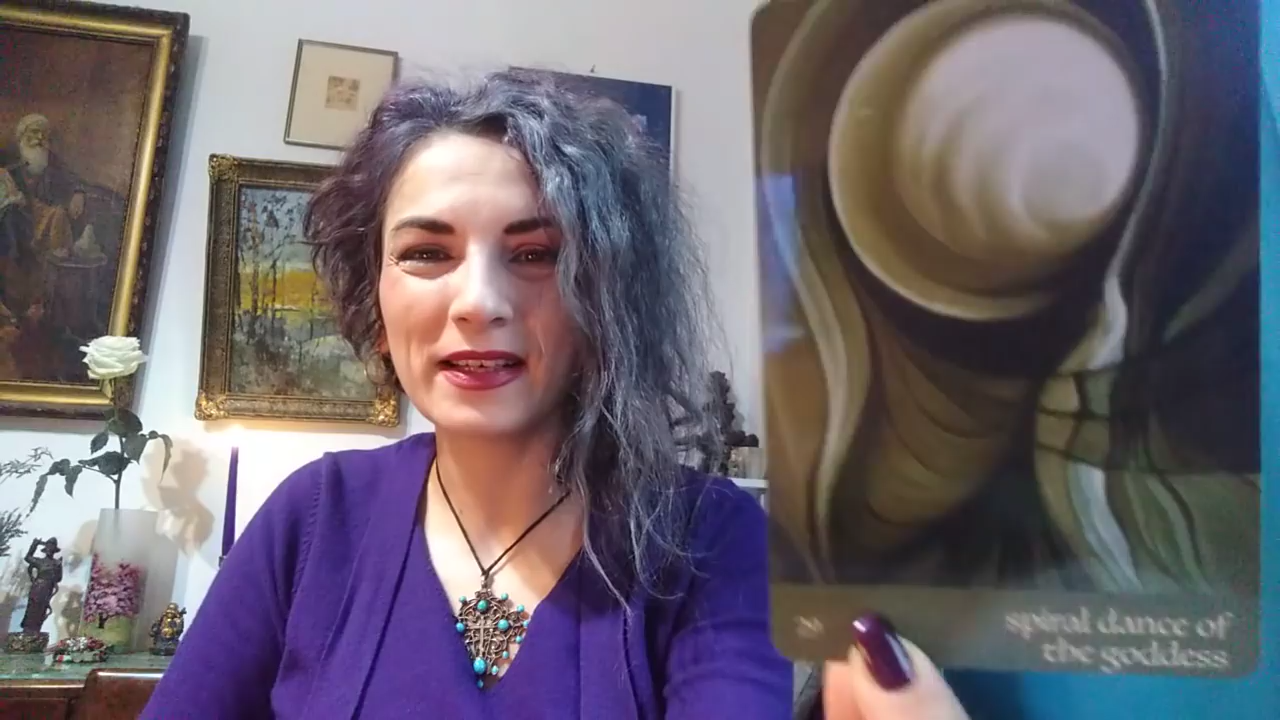 spiral dance of
the goddess